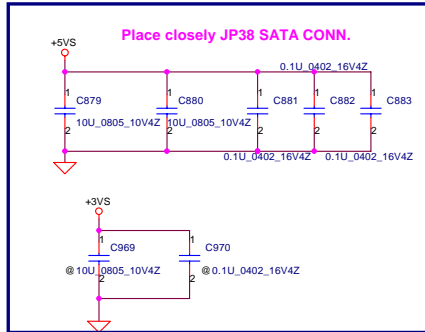 Place closely JP38 SATA CONN.
+5VS
0.1U_0402_16V4Z
1 1 1 1 1
C879 C880 C881 C882 C883
2 2 2 2 2
10U_0805_10V4Z 10U_0805_10V4Z
0.1U_0402_16V4Z 0.1U_0402_16V4Z
+3VS
1 1
C969 C970
@ 10U_0805_10V4Z @ 0.1U_0402_16V4Z
2 2